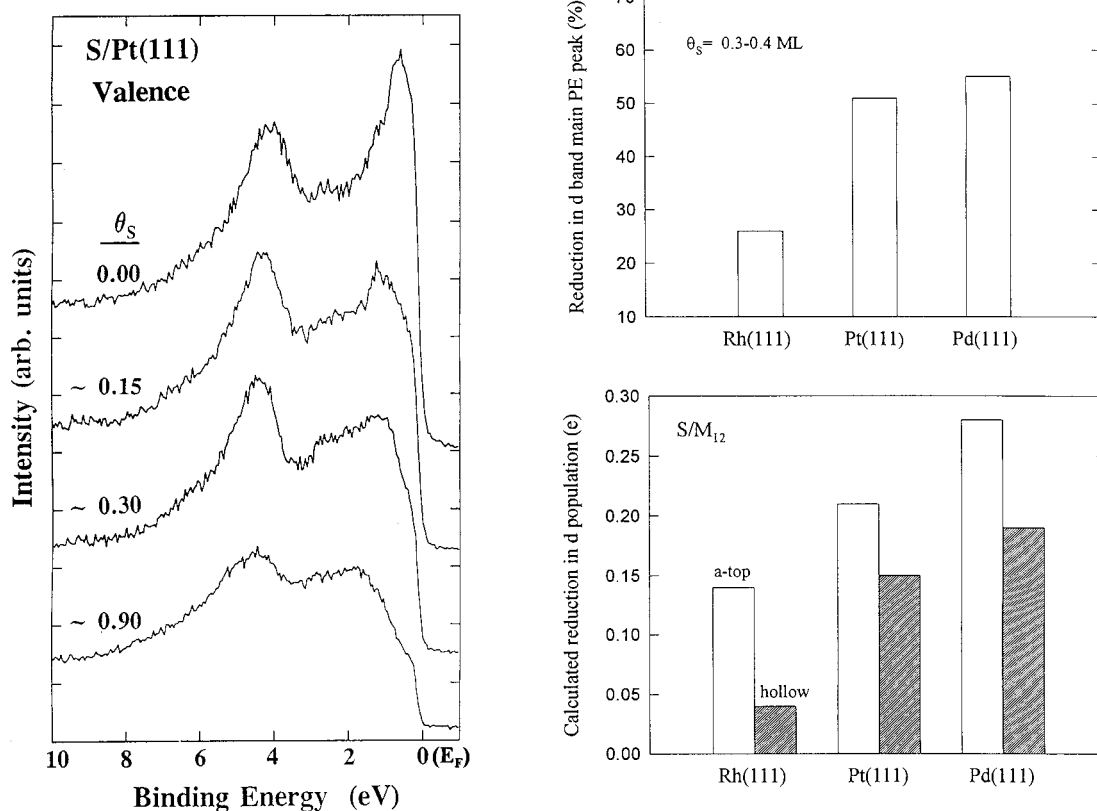 S/Pt(111)
Valence
θS
0.00
~ 0.15
~ 0.30
~ 0.90
Intensity (arb. units)
10 8 6 4 2 0 (EF)
Binding Energy (eV)
Reduction in d band main PE peak (%)
70
60
50
40
30
20
10
θS= 0.3-0.4 ML
Rh(111) Pt(111) Pd(111)
Calculated reduction in d population (e)
0.30
0.25
0.20
0.15
0.10
0.05
0.00
S/M12
a-top
hollow
Rh(111) Pt(111) Pd(111)